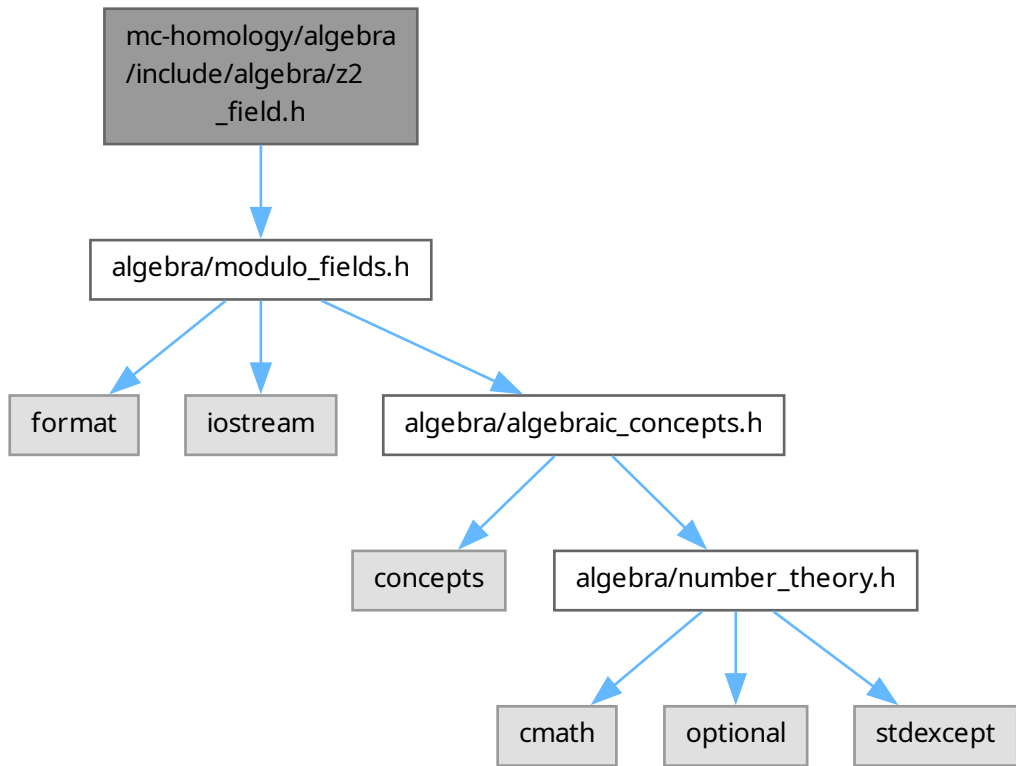 mc-homology/algebra
/include/algebra/z2
_field.h
algebra/modulo_fields.h
format
iostream
algebra/algebraic_concepts.h
concepts
algebra/number_theory.h
cmath
optional
stdexcept